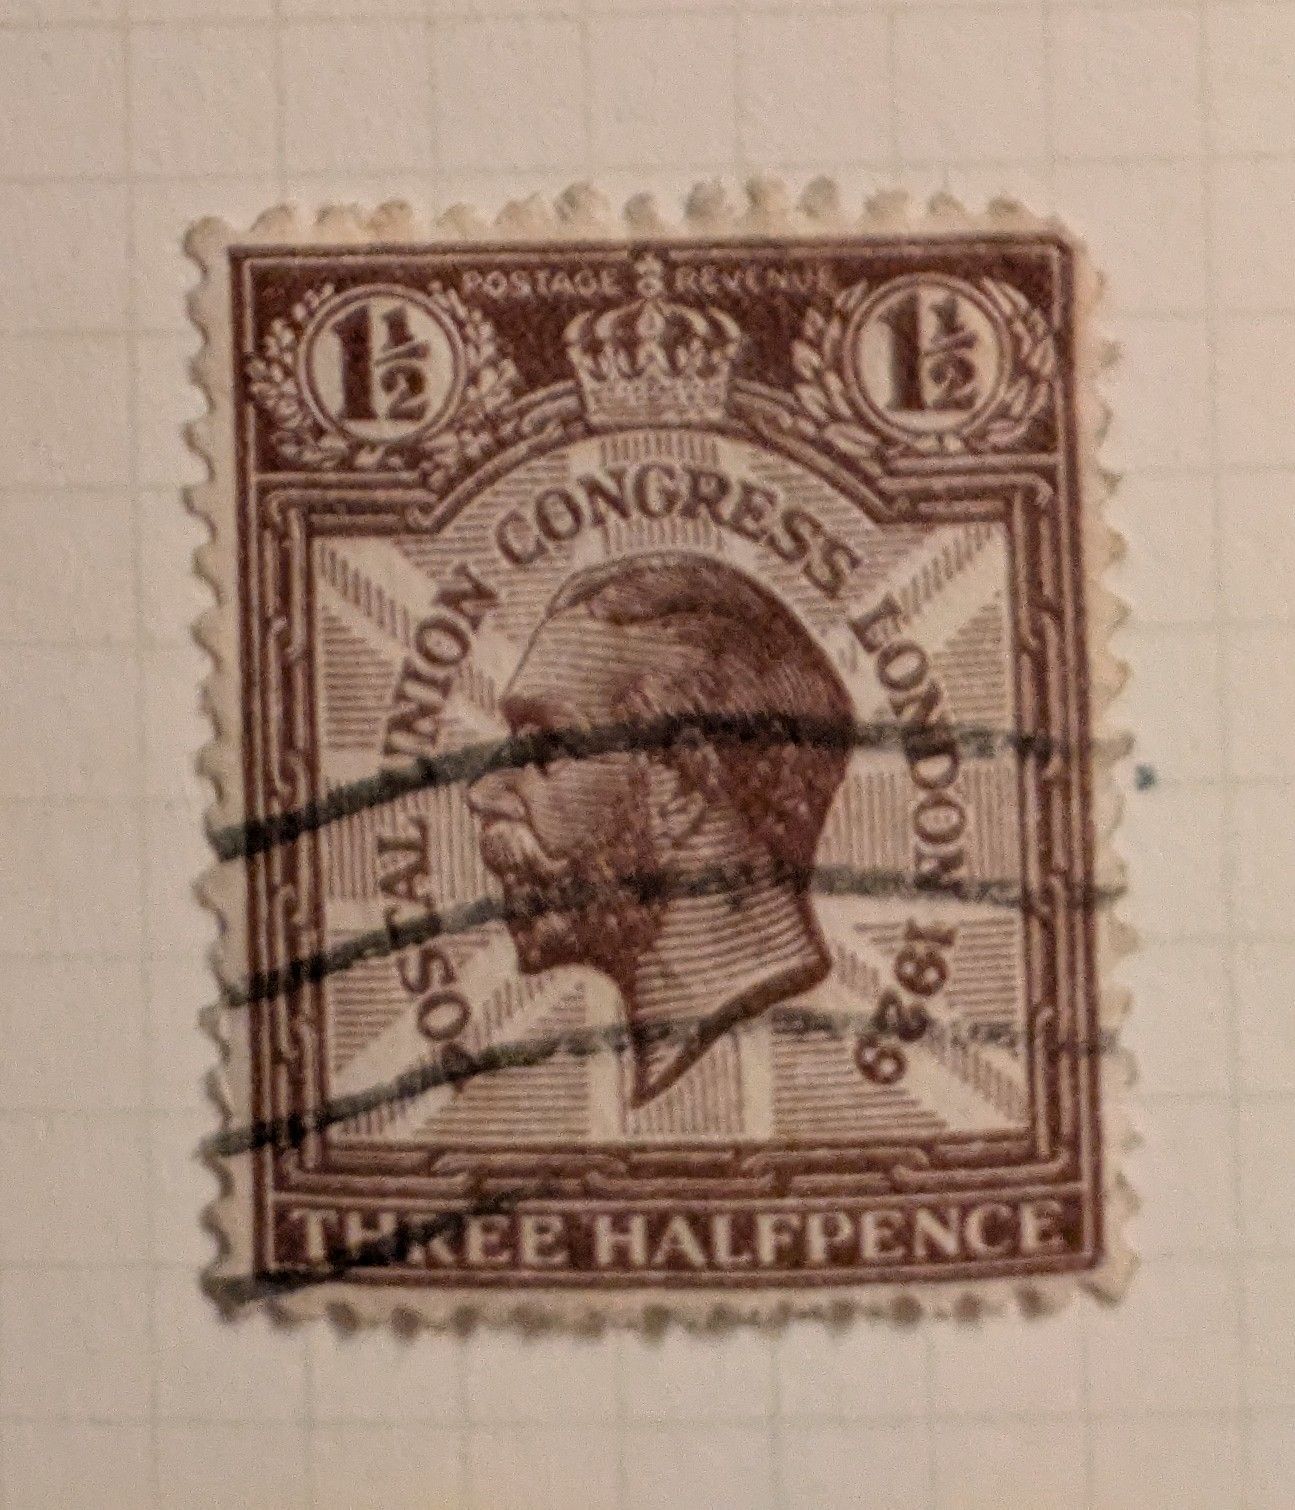 POSTAGE REVENUE
1½ 1½
POSTAL UNION CONGRESS LONDON 1929
THREE HALFPENCE